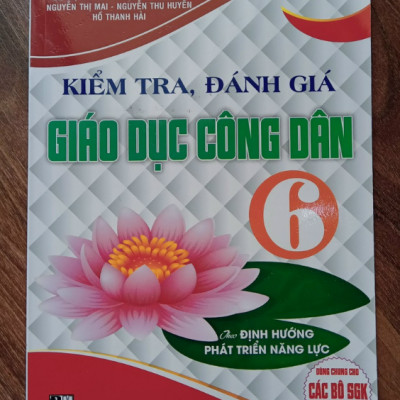 NGUYỄN THỊ MAI - NGUYỄN THU HUYỀN
HỒ THANH HẢI
KIỂM TRA, ĐÁNH GIÁ
GIÁO DỤC CÔNG DÂN
6
Theo ĐỊNH HƯỚNG
PHÁT TRIỂN NĂNG LỰC
DÙNG CHUNG CHO
CÁC BỘ SGK